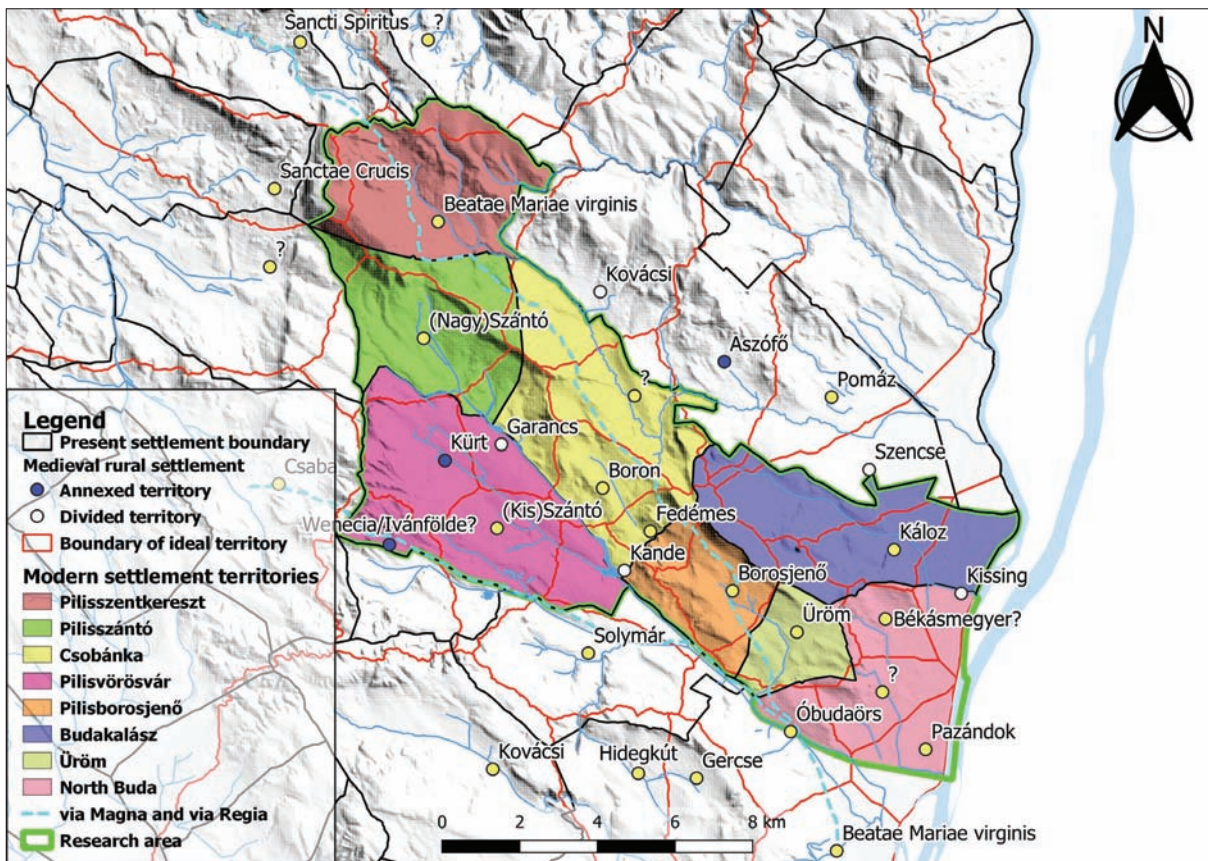 Sancti Spiritus
?
N
Sanctae Crucis
Beatae Mariae virginis
?
Kovácsi
(Nagy)Szántó
Aszófő
Pomáz
?
Garancs
Kürt
Szencse
Csaba
Boron
(Kis)Szántó
Fedémes
Wenecia/Ivánfölde?
Káloz
Kände
Borosjenő
Kissing
Üröm
Békásmegyer?
Solymár
?
Óbudaörs
Pazándok
Kovácsi
Hidegkút
Gercse
0 2 4 6 8 km
Beatae Mariae virginis
Legend
Present settlement boundary
Medieval rural settlement
Annexed territory
Divided territory
Boundary of ideal territory
Modern settlement territories
Pilisszentkereszt
Pilisszántó
Csobánka
Pilisvörösvár
Pilisborosjenő
Budakalász
Üröm
North Buda
via Magna and via Regia
Research area